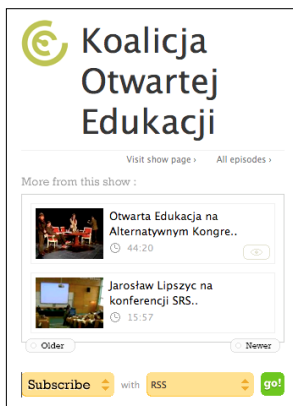 Koalicja
Otwartej
Edukacji
Visit show page › All episodes ›
More from this show :
Otwarta Edukacja na
Alternatywnym Kongre..
44:20
Jarosław Lipszyc na
konferencji SRS..
15:57
Older Newer
Subscribe with RSS go!